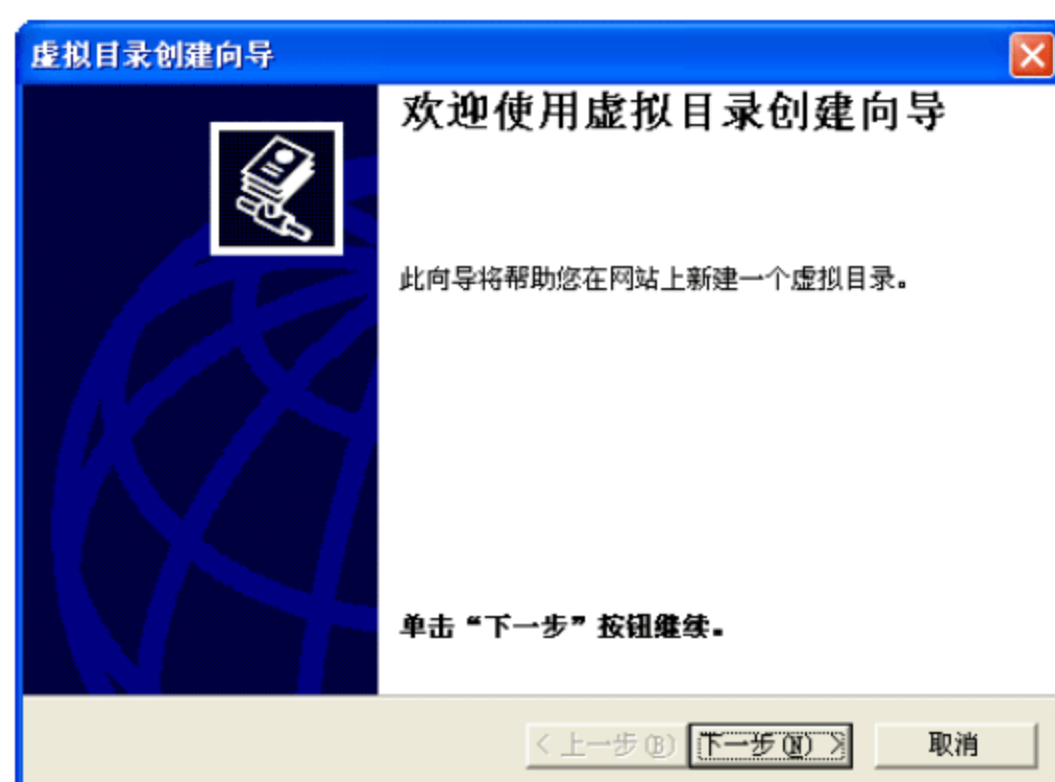 虚拟目录创建向导
欢迎使用虚拟目录创建向导
此向导将帮助您在网站上新建一个虚拟目录。
单击“下一步”按钮继续。
< 上一步(B) 下一步(N) > 取消